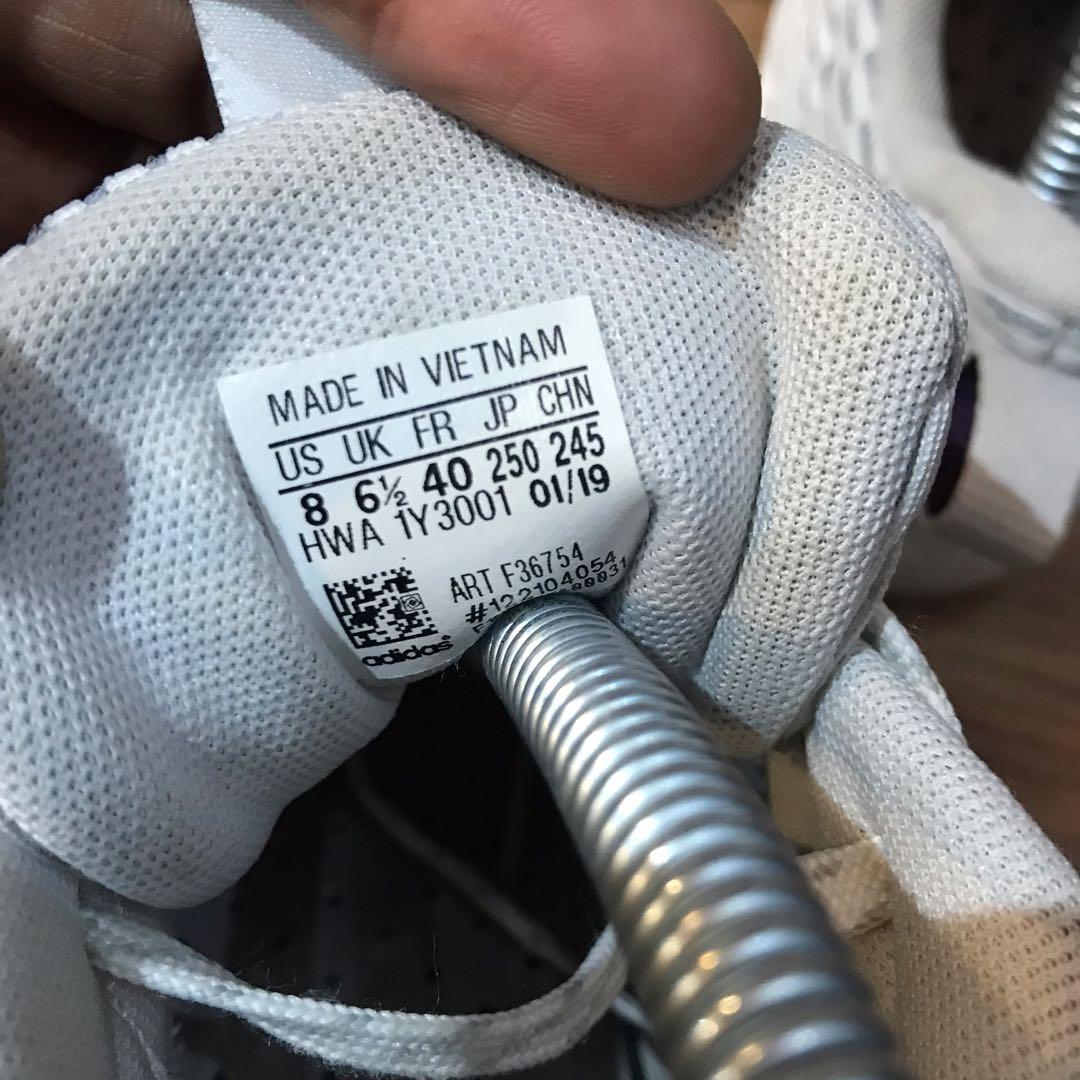 MADE IN VIETNAM
US UK FR JP CHN
8 6½ 40 250 245
HWA 1Y3001 01/19
ART F36754
#122104054
adidas